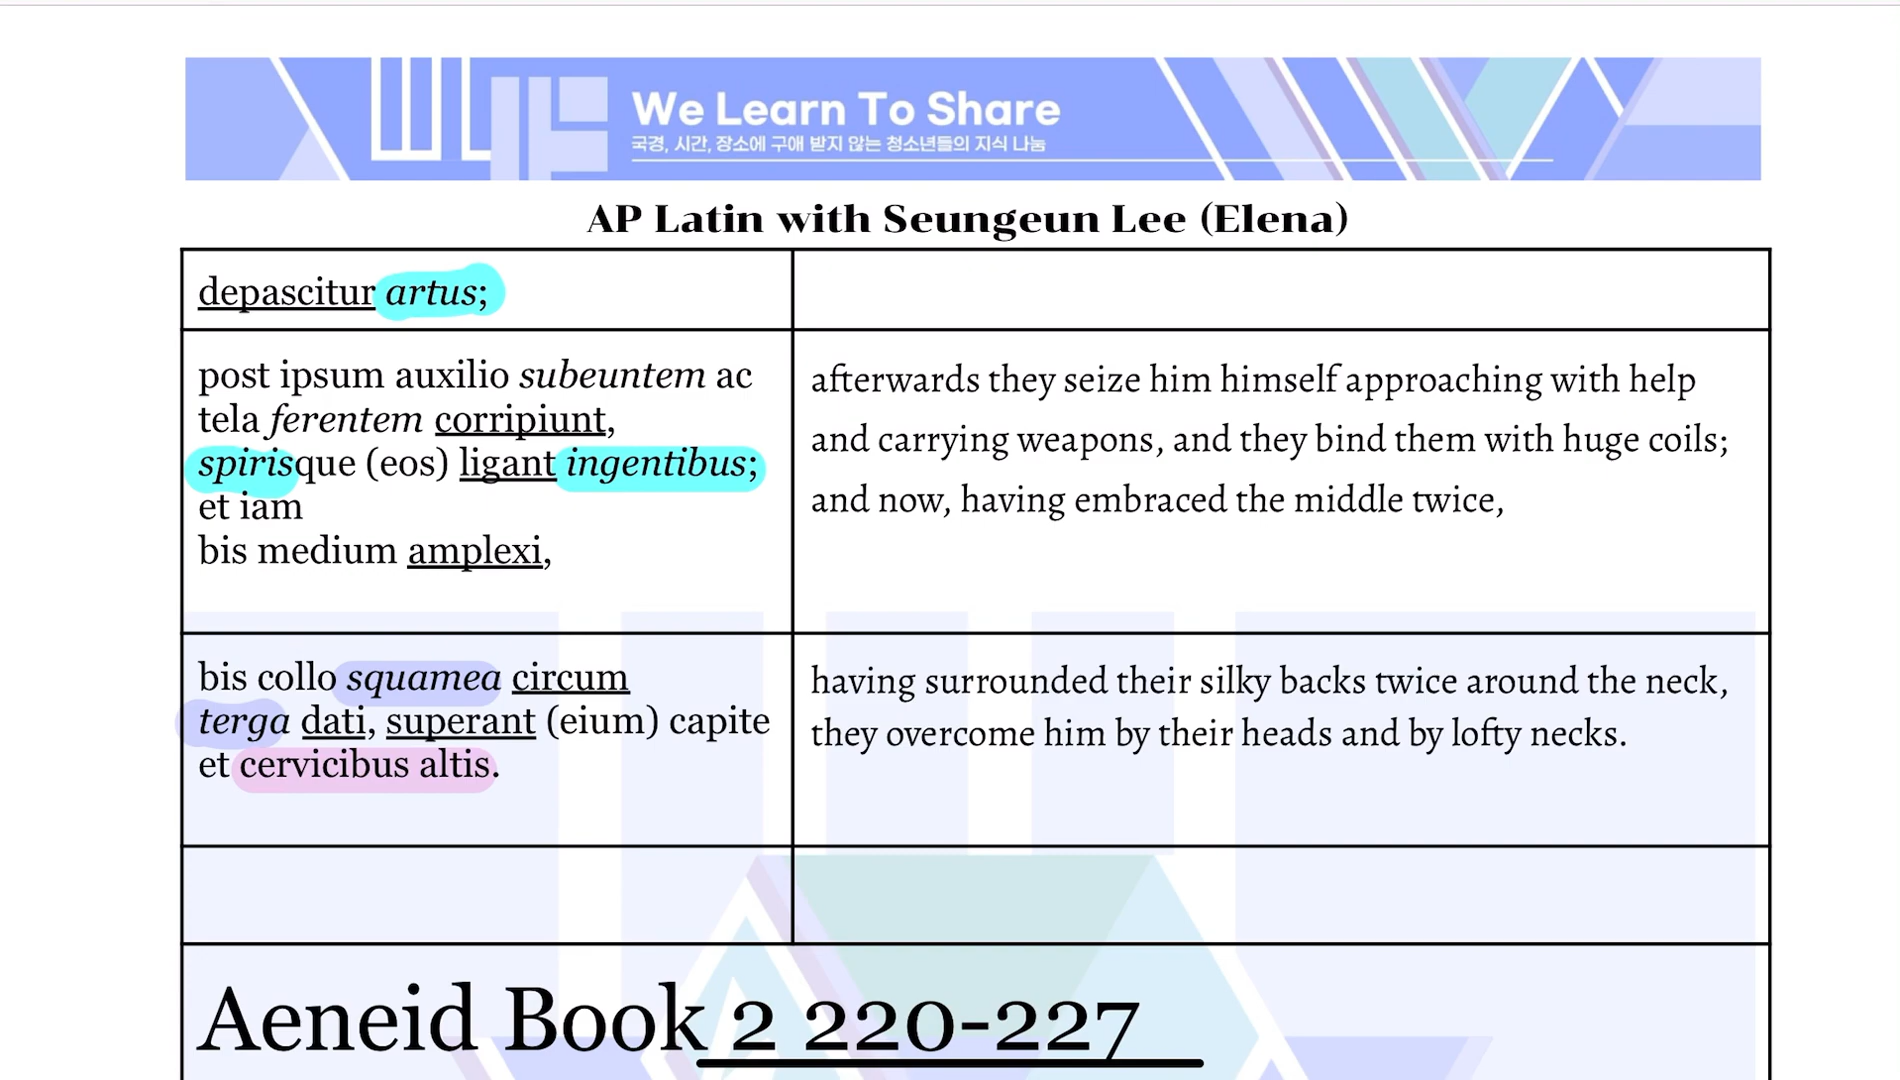 We Learn To Share
국경, 시간, 장소에 구애 받지 않는 청소년들의 지식 나눔
AP Latin with Seungeun Lee (Elena)
depascitur artus;
post ipsum auxilio subeuntem ac
tela ferentem corripiunt,
spirisque (eos) ligant ingentibus;
et iam
bis medium amplexi,
afterwards they seize him himself approaching with help
and carrying weapons, and they bind them with huge coils;
and now, having embraced the middle twice,
bis collo squamea circum
terga dati, superant (eium) capite
et cervicibus altis.
having surrounded their silky backs twice around the neck,
they overcome him by their heads and by lofty necks.
Aeneid Book 2 220-227